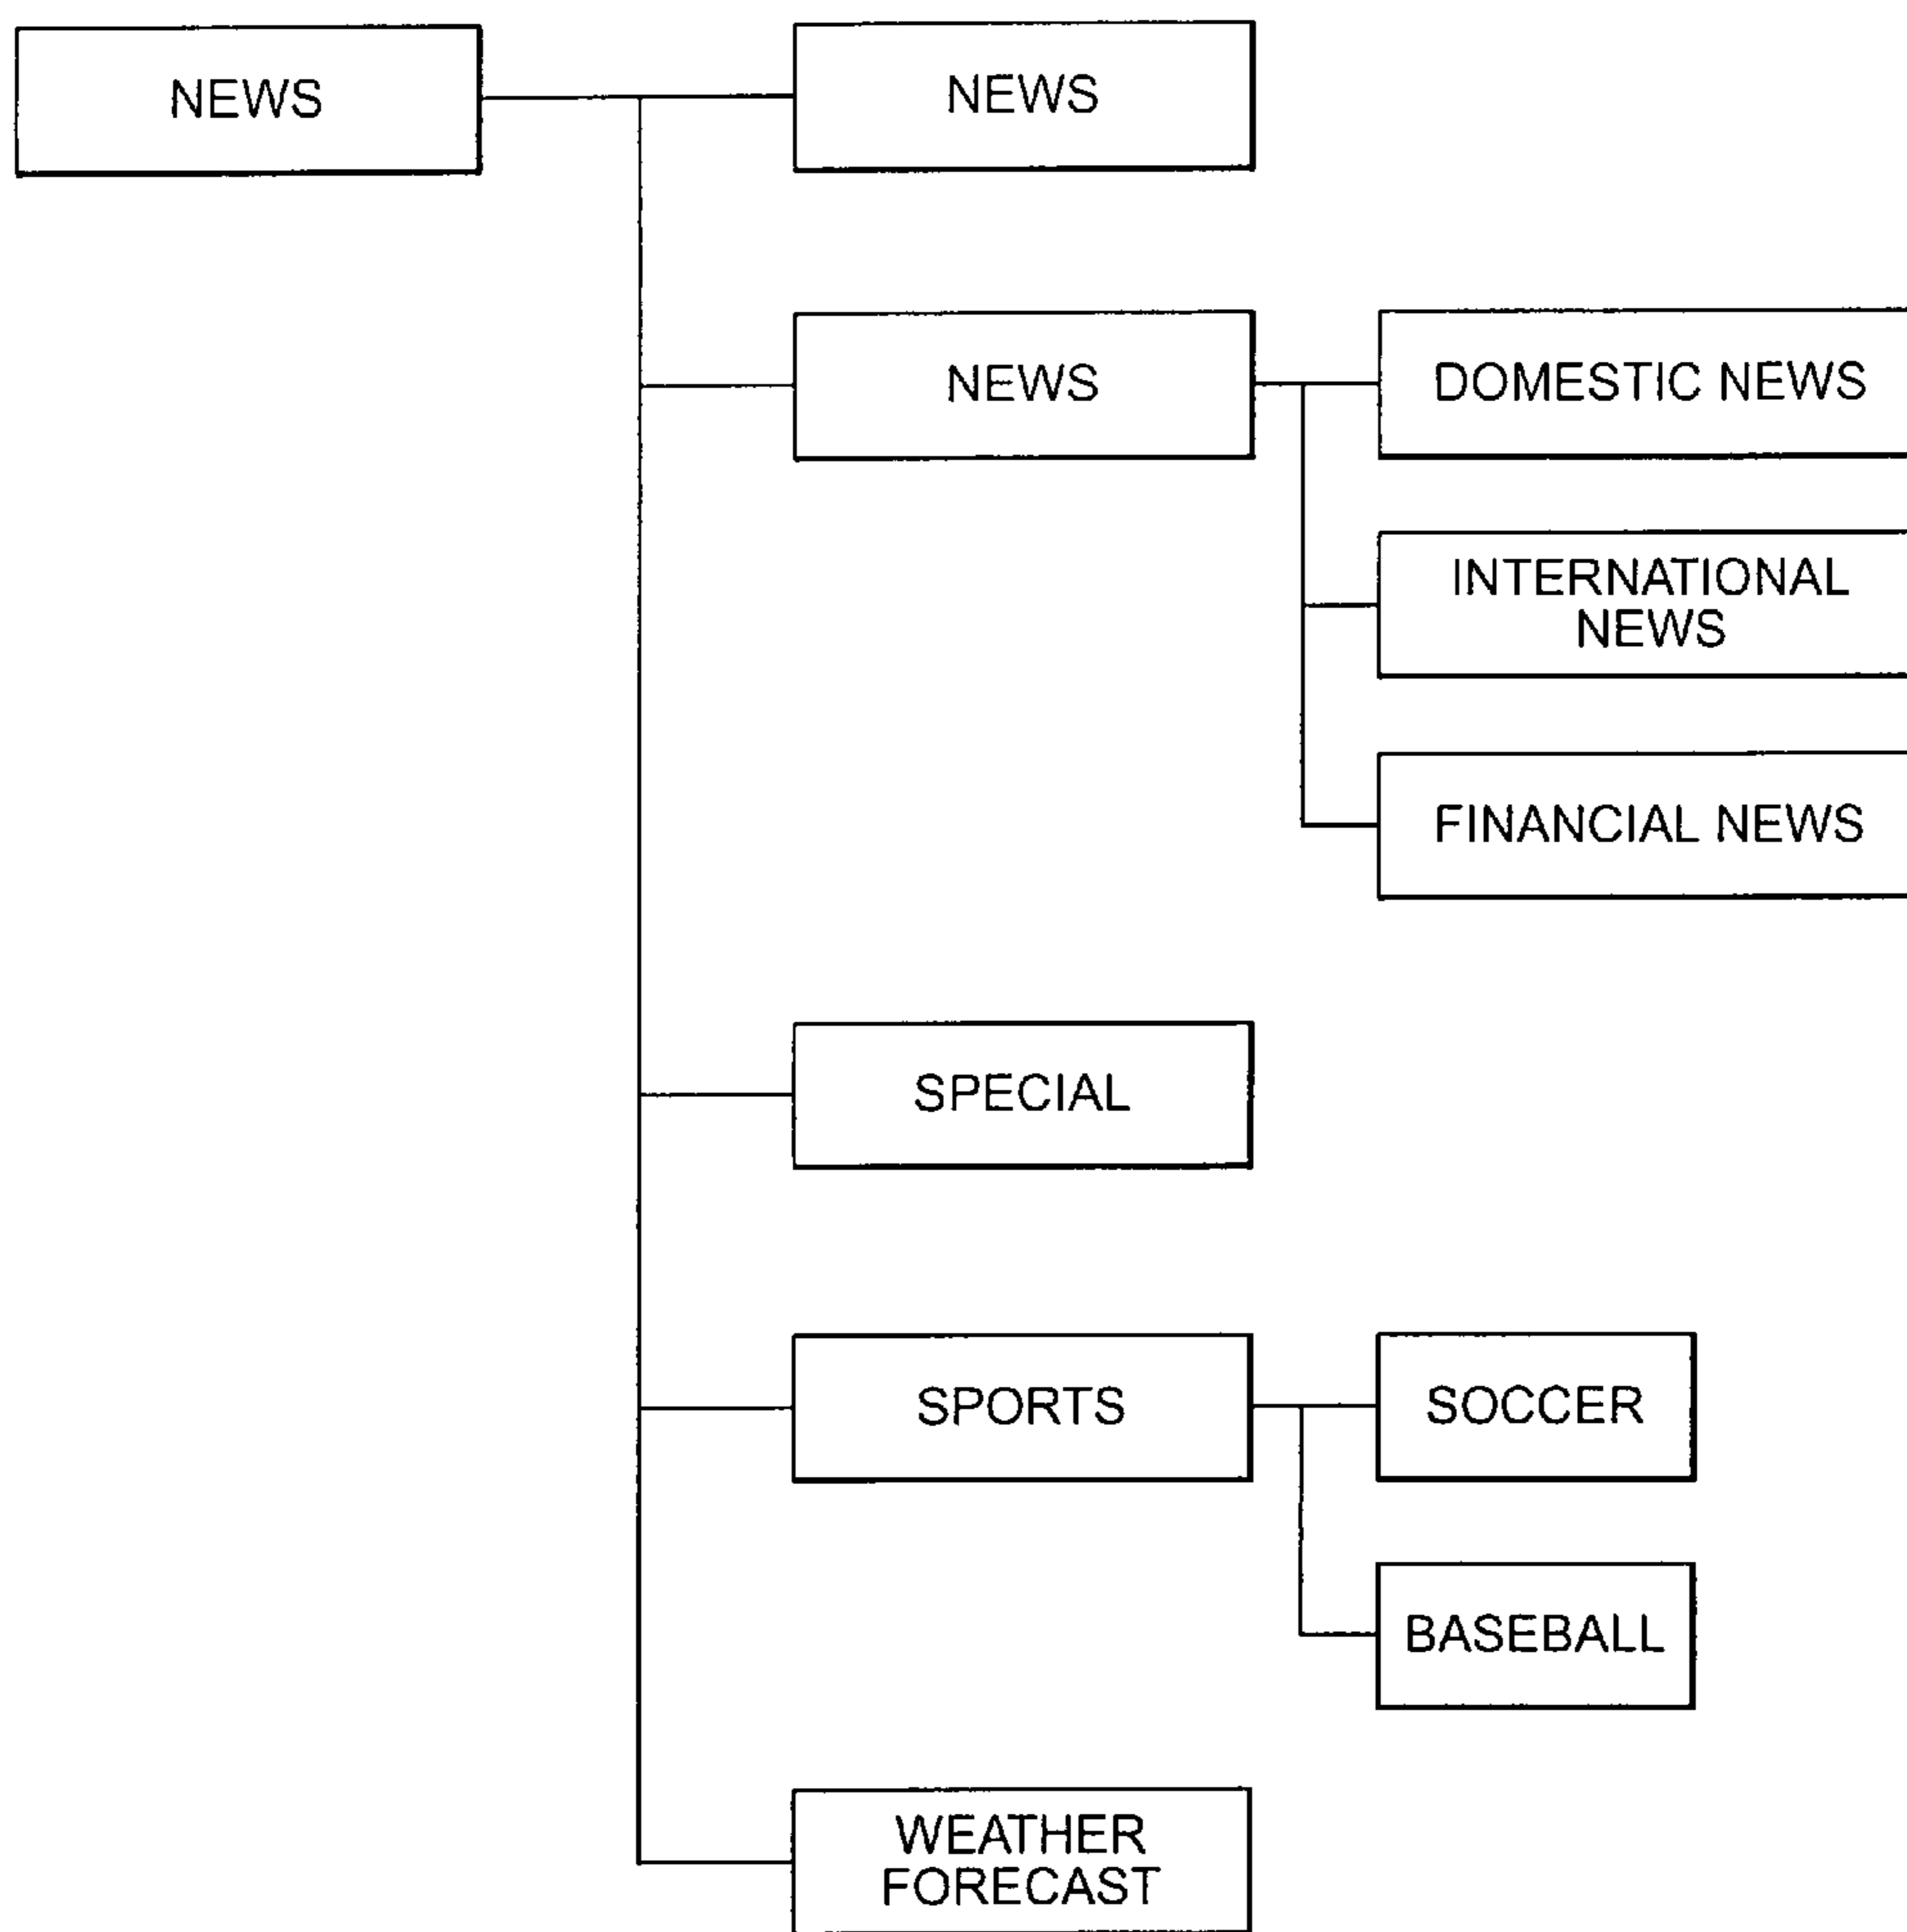 NEWS
NEWS
NEWS
DOMESTIC NEWS
INTERNATIONAL
NEWS
FINANCIAL NEWS
SPECIAL
SPORTS
SOCCER
BASEBALL
WEATHER
FORECAST